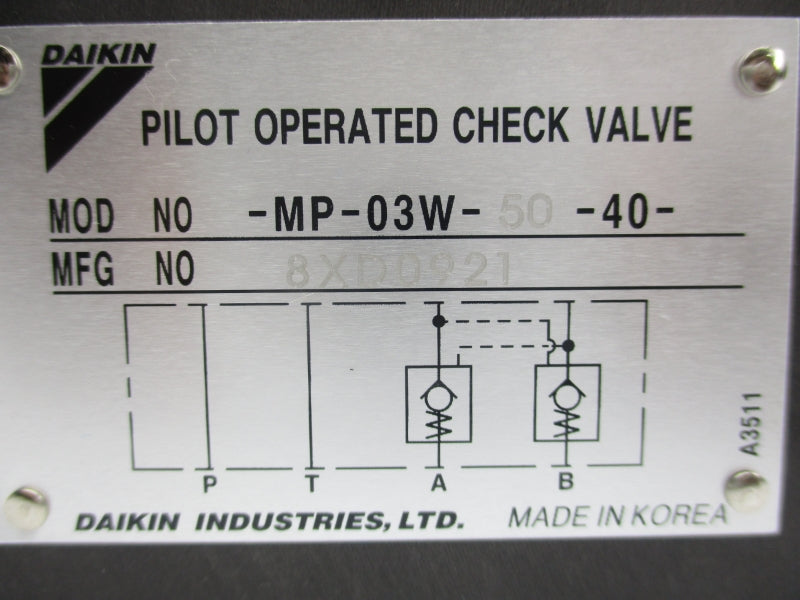 DAIKIN
PILOT OPERATED CHECK VALVE
MOD NO -MP-03W- 50 -40-
MFG NO 8XD0921
P T A B
A3511
DAIKIN INDUSTRIES, LTD. MADE IN KOREA